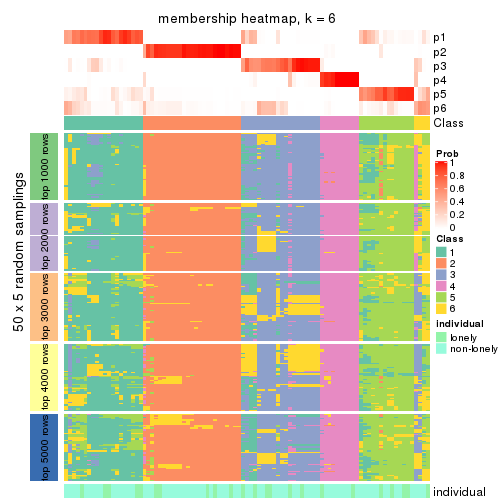 membership heatmap, k = 6
p1
p2
p3
p4
p5
p6
Class
50 x 5 random samplings
top 1000 rows
top 2000 rows
top 3000 rows
top 4000 rows
top 5000 rows
individual
Prob
1
0.8
0.6
0.4
0.2
0
Class
1
2
3
4
5
6
individual
lonely
non-lonely